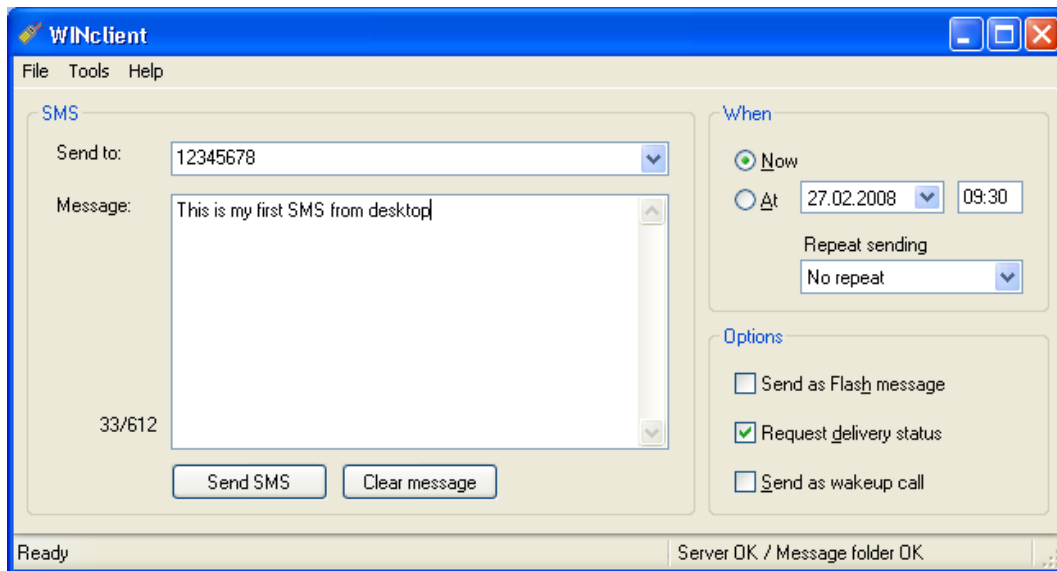 WINclient
File Tools Help
SMS
Send to: 12345678
Message: This is my first SMS from desktop
33/612
Send SMS Clear message
When
Now
At 27.02.2008 09:30
Repeat sending
No repeat
Options
Send as Flash message
Request delivery status
Send as wakeup call
Ready Server OK / Message folder OK